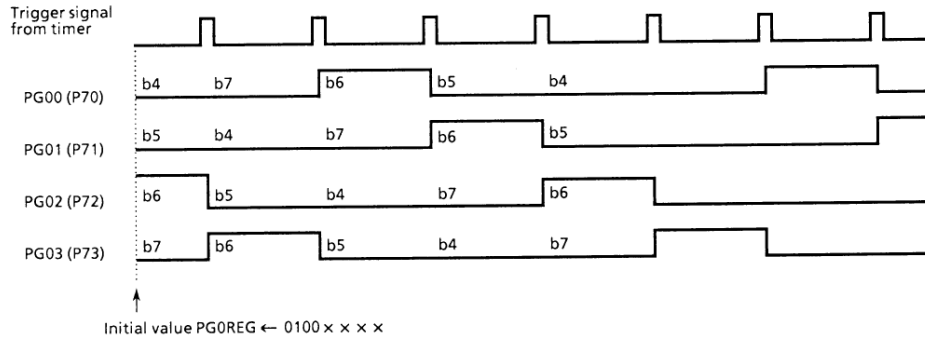 Trigger signal
from timer
PG00 (P70) b4 b7 b6 b5 b4
PG01 (P71) b5 b4 b7 b6 b5
PG02 (P72) b6 b5 b4 b7 b6
PG03 (P73) b7 b6 b5 b4 b7
Initial value PG0REG ← 0100 × × × ×